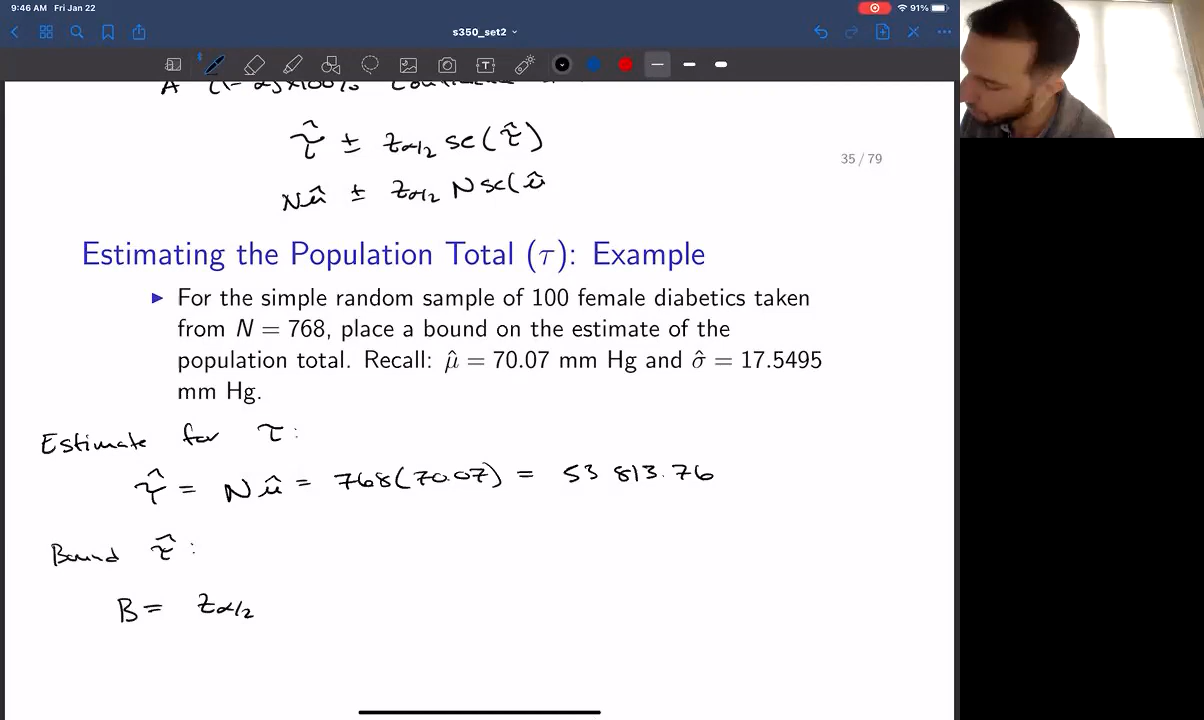 9:46 AM Fri Jan 22
91%
s350_set2
τ̂ ± z_α/2 se(τ̂)
35 / 79
Nμ̂ ± z_α/2 N se(μ̂
Estimating the Population Total (τ): Example
▶ For the simple random sample of 100 female diabetics taken
from N = 768, place a bound on the estimate of the
population total. Recall: μ̂ = 70.07 mm Hg and σ̂ = 17.5495
mm Hg.
Estimate for τ:
τ̂ = Nμ̂ = 768(70.07) = 53 813.76
Bound τ̂ :
B = z_α/2